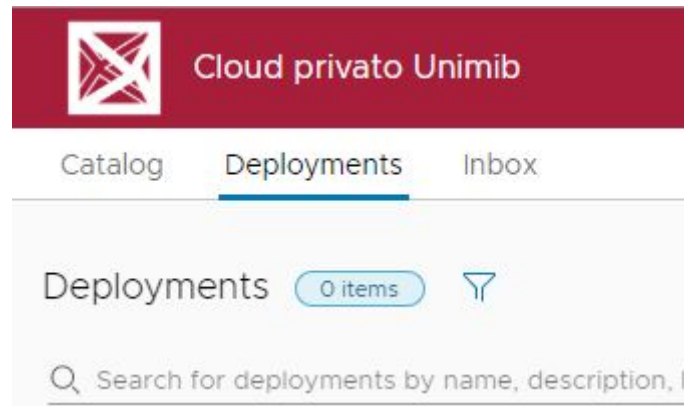 Cloud privato Unimib
Catalog Deployments Inbox
Deployments 0 items
Search for deployments by name, description,